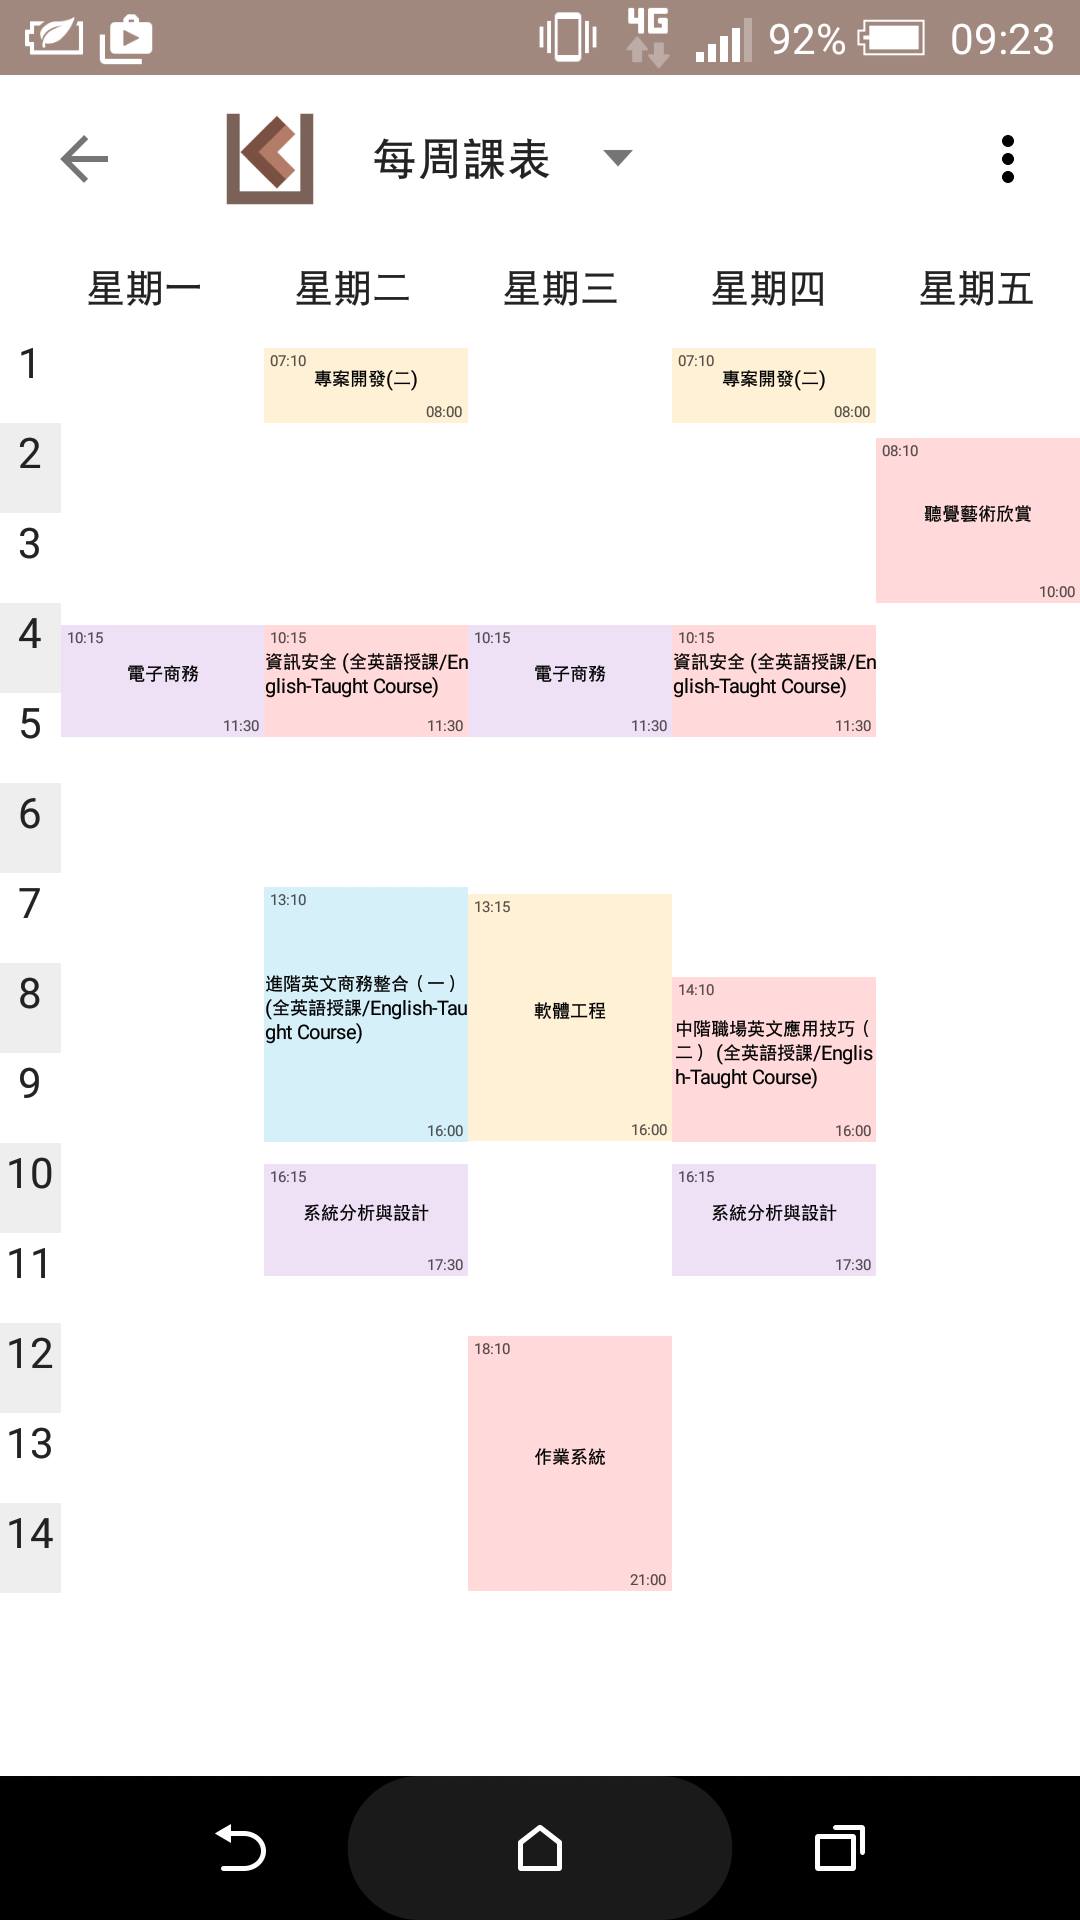 92% 09:23
4G
每周課表
星期一 星期二 星期三 星期四 星期五
1
07:10
專案開發(二)
08:00
07:10
專案開發(二)
08:00
2
08:10
聽覺藝術欣賞
10:00
3
4
10:15
電子商務
11:30
10:15
資訊安全 (全英語授課/En
glish-Taught Course)
11:30
10:15
電子商務
11:30
10:15
資訊安全 (全英語授課/En
glish-Taught Course)
11:30
5
6
7
13:10
進階英文商務整合（一）
(全英語授課/English-Tau
ght Course)
16:00
13:15
軟體工程
16:00
8
14:10
中階職場英文應用技巧（
二） (全英語授課/Englis
h-Taught Course)
16:00
9
10
16:15
系統分析與設計
17:30
16:15
系統分析與設計
17:30
11
12
18:10
作業系統
21:00
13
14